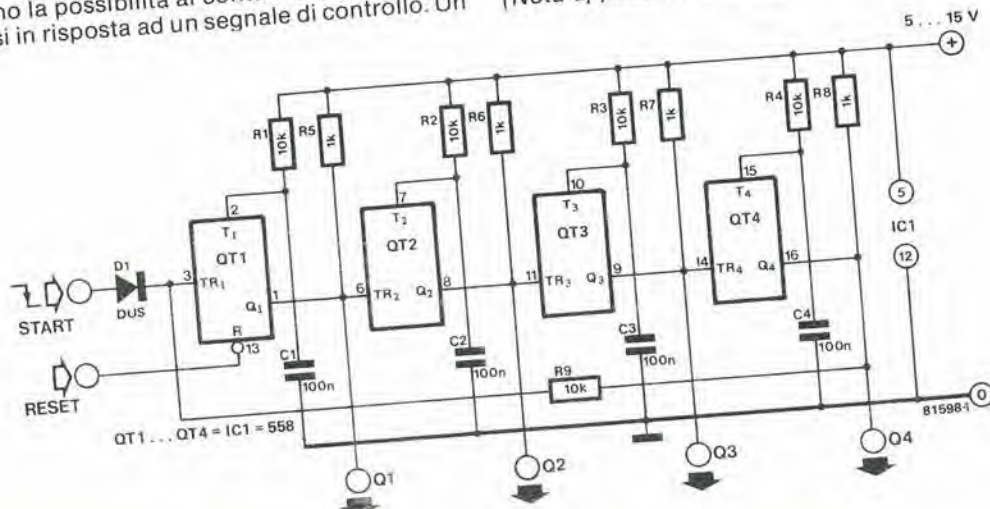 no la possibilità di
si in risposta ad un segnale di controllo. Un
(Nota
5 ... 15 V
+
R1
10k
R5
1k
R2
10k
R6
1k
R3
10k
R7
1k
R4
10k
R8
1k
2
T1
QT1
7
T2
QT2
10
T3
QT3
15
T4
QT4
5
IC1
12
D1
DUS
START
3
TR1
Q1
1
6
TR2
Q2
8
11
TR3
Q3
9
14
TR4
Q4
16
R
13
RESET
C1
100n
C2
100n
C3
100n
C4
100n
R9
10k
QT1 ... QT4 = IC1 = 558
0
81598-1
Q1
Q2
Q3
Q4